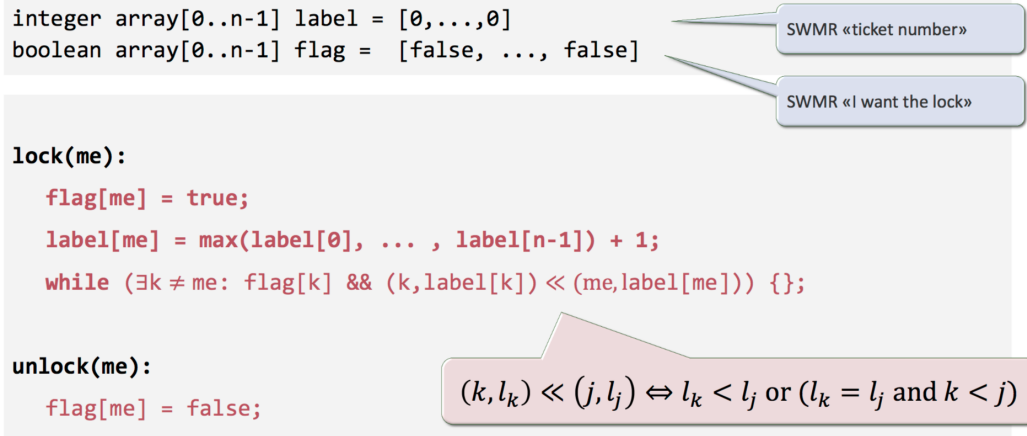 integer array[0..n-1] label = [0,...,0]
SWMR «ticket number»
boolean array[0..n-1] flag =  [false, ..., false]
SWMR «I want the lock»
lock(me):
flag[me] = true;
label[me] = max(label[0], ... , label[n-1]) + 1;
while (∃k ≠ me: flag[k] && (k,label[k]) ≪ (me,label[me])) {};
unlock(me):
flag[me] = false;
(k, l_k) ≪ (j, l_j) ⇔ l_k < l_j or (l_k = l_j and k < j)